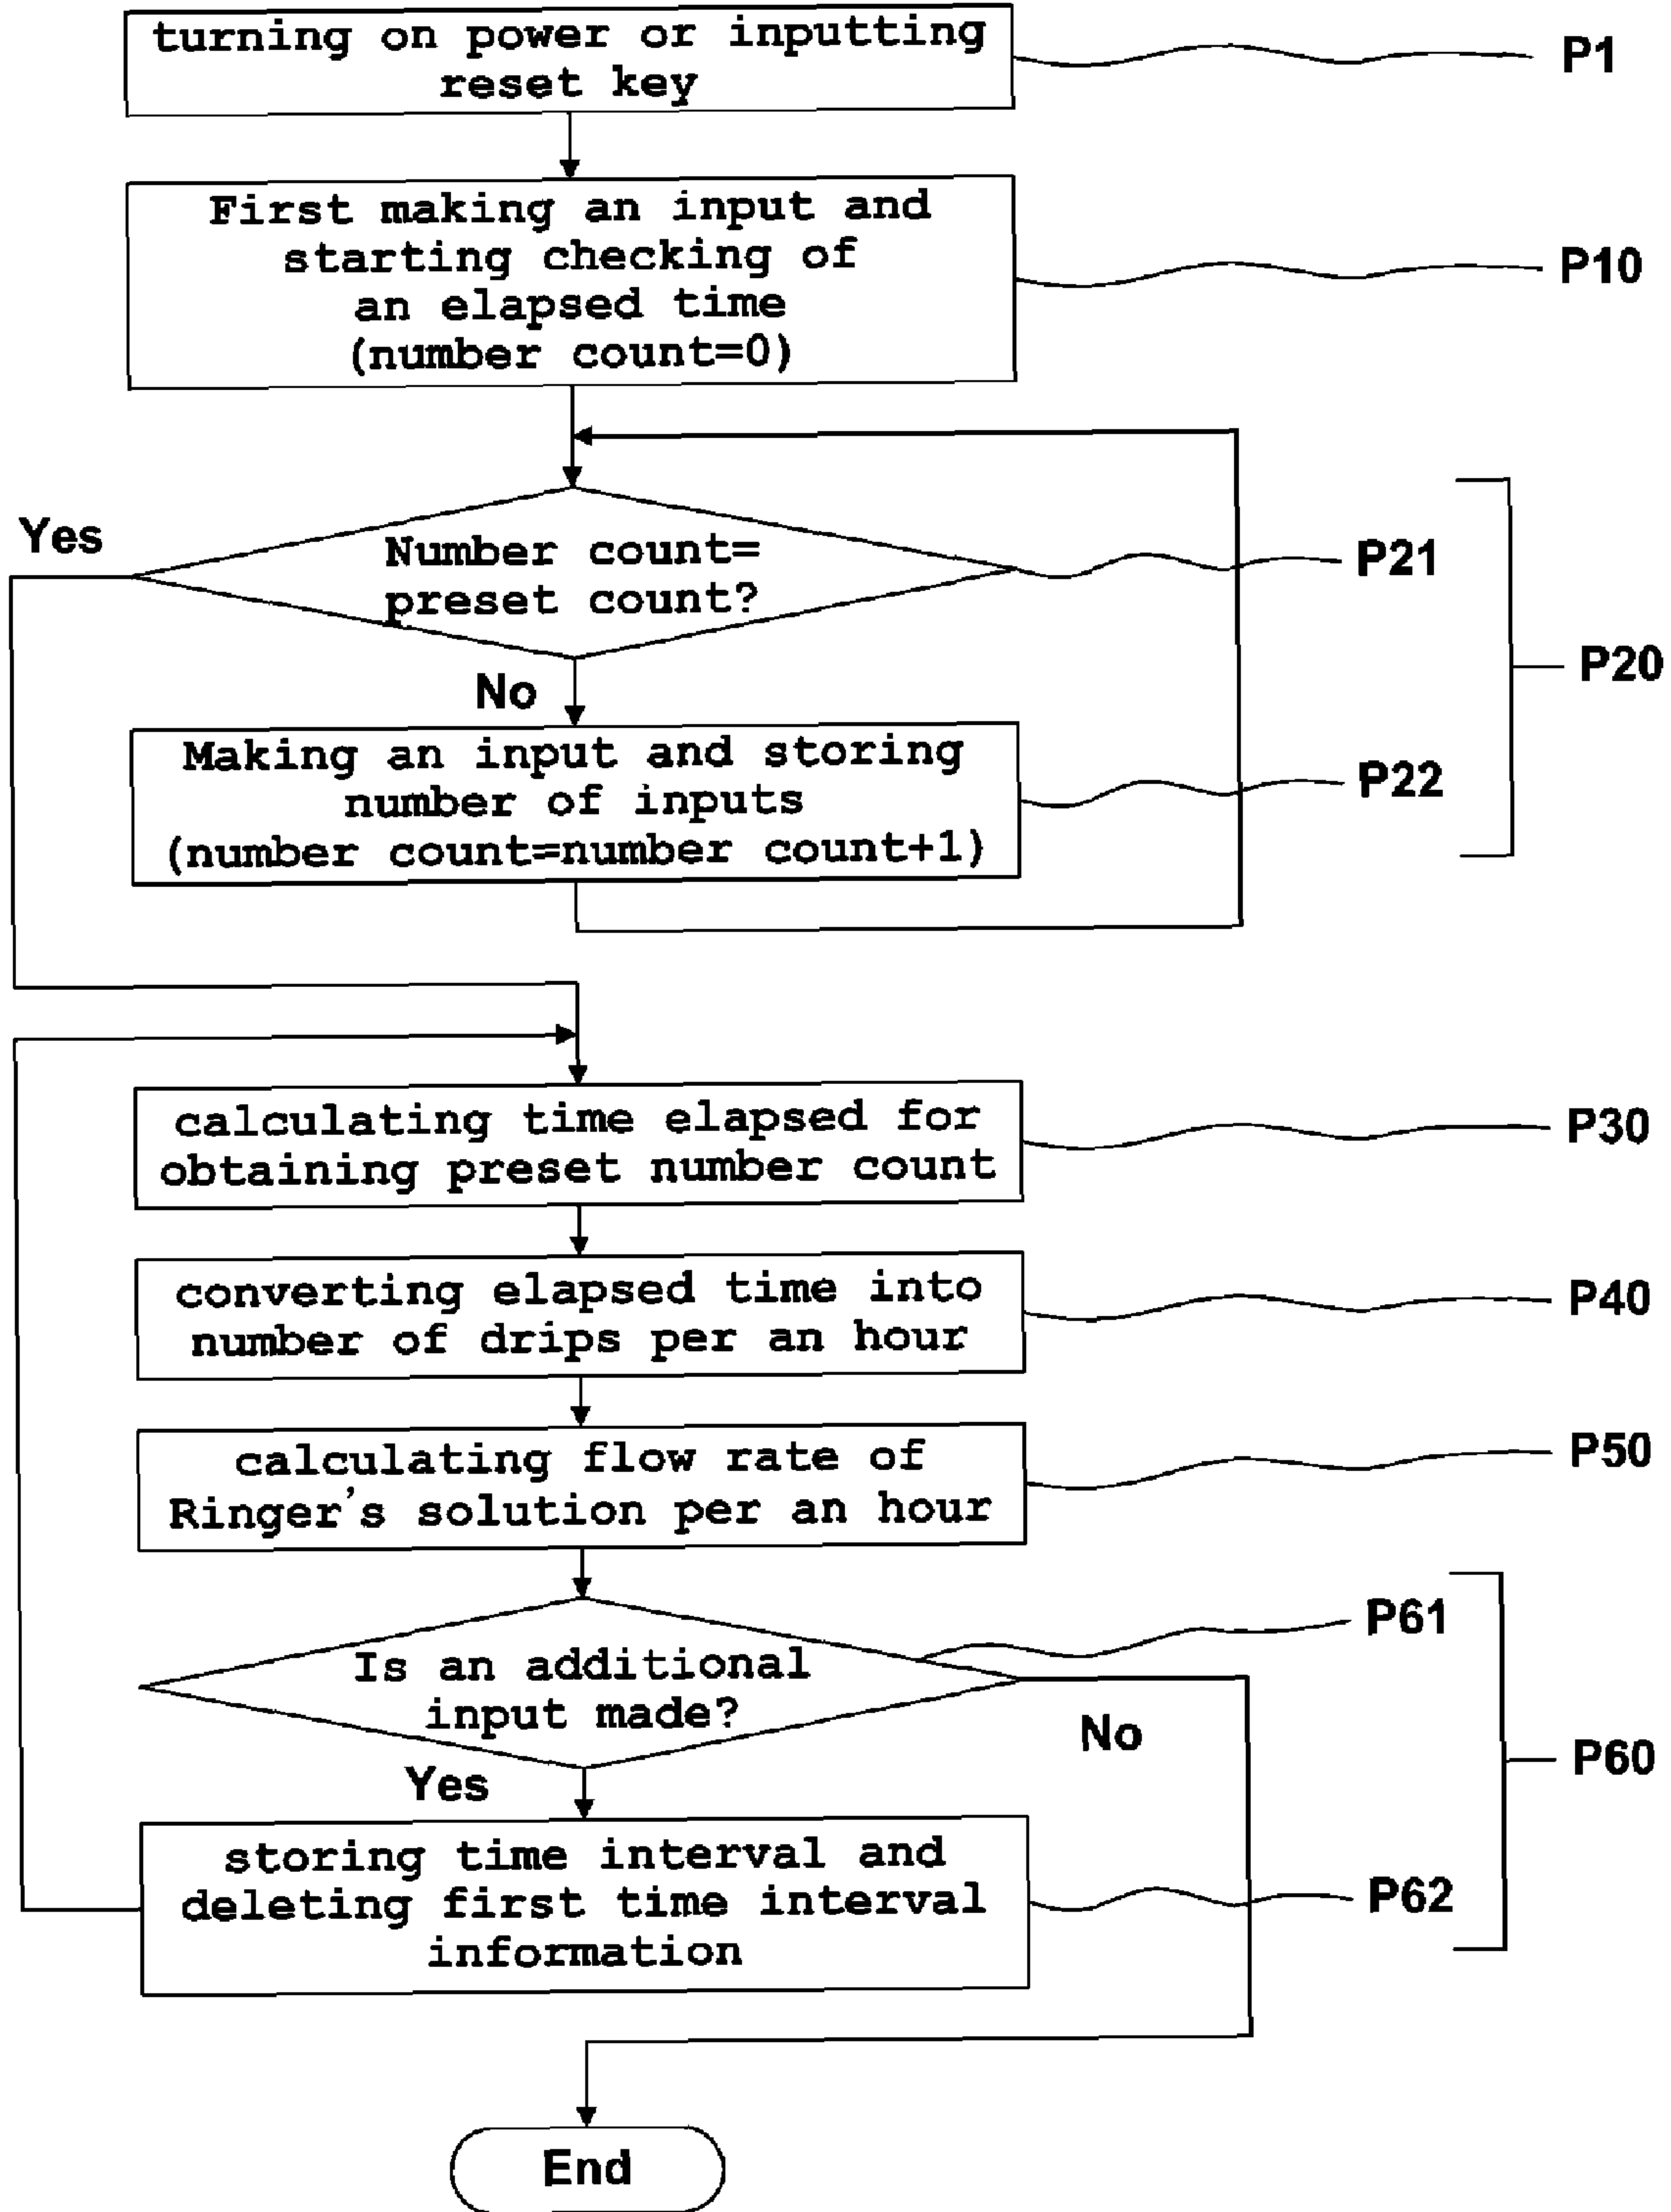 turning on power or inputting
reset key
P1
First making an input and
starting checking of
an elapsed time
(number count=0)
P10
Yes
Number count=
preset count?
P21
P20
No
Making an input and storing
number of inputs
(number count=number count+1)
P22
calculating time elapsed for
obtaining preset number count
P30
converting elapsed time into
number of drips per an hour
P40
calculating flow rate of
Ringer's solution per an hour
P50
Is an additional
input made?
P61
No
P60
Yes
storing time interval and
deleting first time interval
information
P62
End